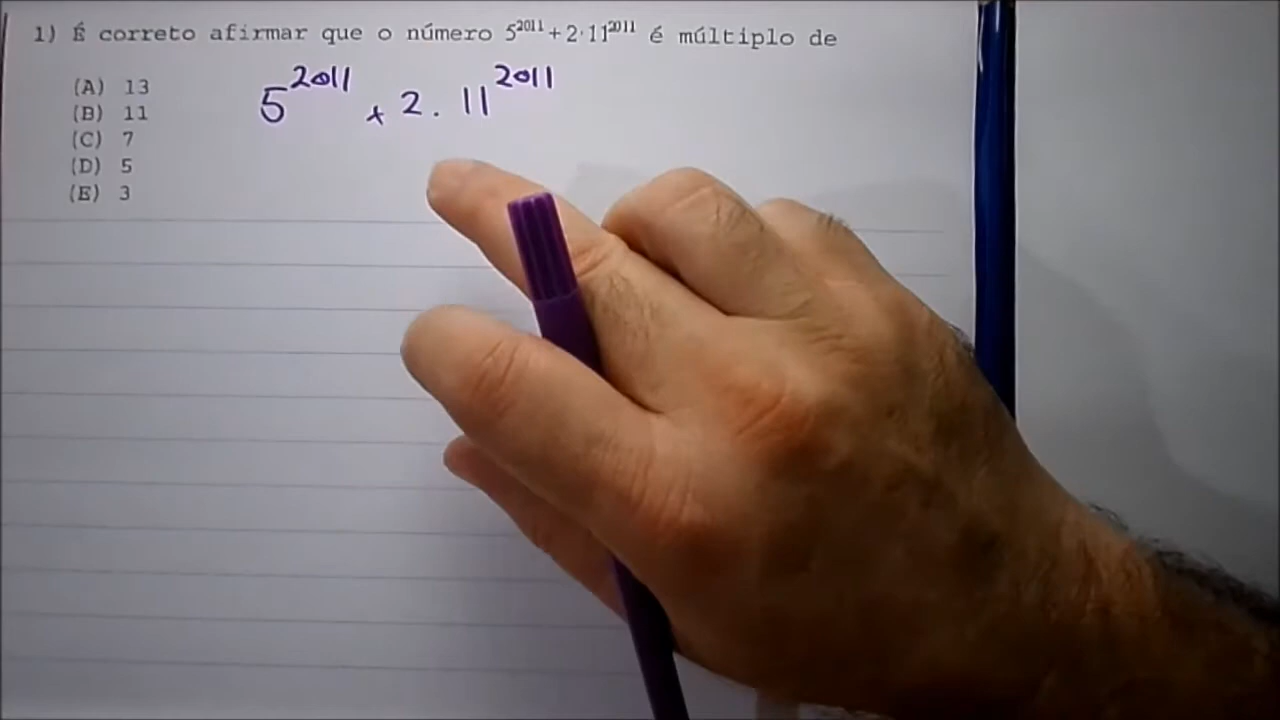 1) É correto afirmar que o número 5²⁰¹¹+2·11²⁰¹¹ é múltiplo de
(A) 13
(B) 11
(C) 7
(D) 5
(E) 3
5²⁰¹¹ + 2 . 11²⁰¹¹